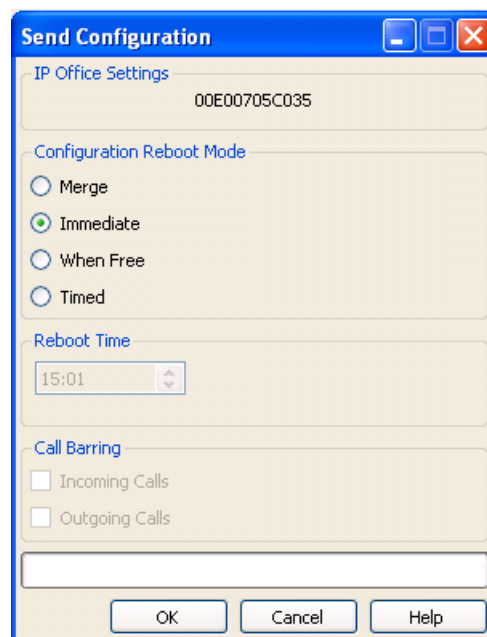 Send Configuration
IP Office Settings
00E00705C035
Configuration Reboot Mode
Merge
Immediate
When Free
Timed
Reboot Time
15:01
Call Barring
Incoming Calls
Outgoing Calls
OK Cancel Help